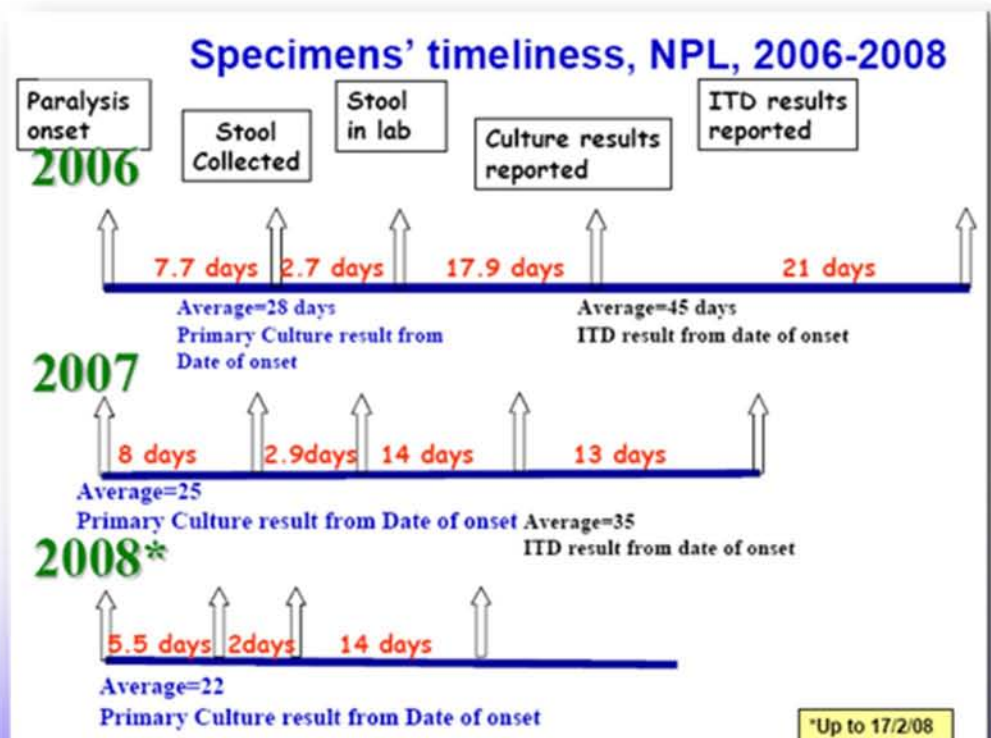 Specimens' timeliness, NPL, 2006-2008
Paralysis
onset
Stool
Collected
Stool
in lab
Culture results
reported
ITD results
reported
2006
7.7 days
2.7 days
17.9 days
21 days
Average=28 days
Primary Culture result from
Date of onset
Average=45 days
ITD result from date of onset
2007
8 days
2.9days
14 days
13 days
Average=25
Primary Culture result from Date of onset
Average=35
ITD result from date of onset
2008*
5.5 days
2days
14 days
Average=22
Primary Culture result from Date of onset
*Up to 17/2/08